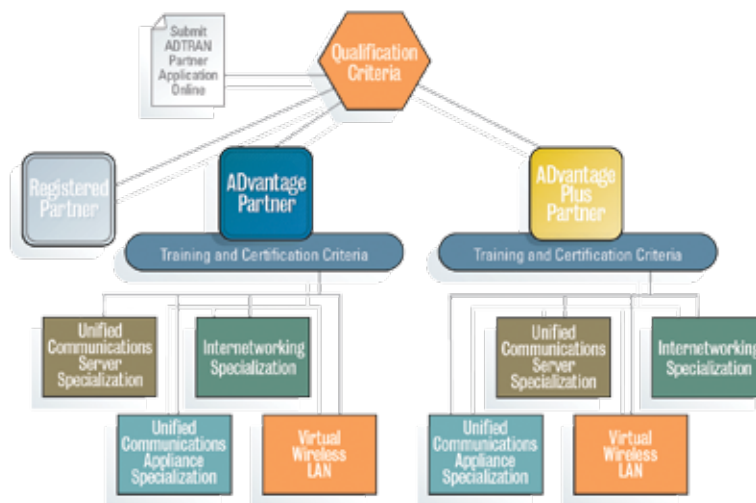 Submit
ADTRAN
Partner
Application
Online
Qualification
Criteria
Registered
Partner
ADvantage
Partner
ADvantage
Plus
Partner
Training and Certification Criteria
Training and Certification Criteria
Unified
Communications
Server
Specialization
Internetworking
Specialization
Unified
Communications
Server
Specialization
Internetworking
Specialization
Unified
Communications
Appliance
Specialization
Virtual
Wireless
LAN
Unified
Communications
Appliance
Specialization
Virtual
Wireless
LAN